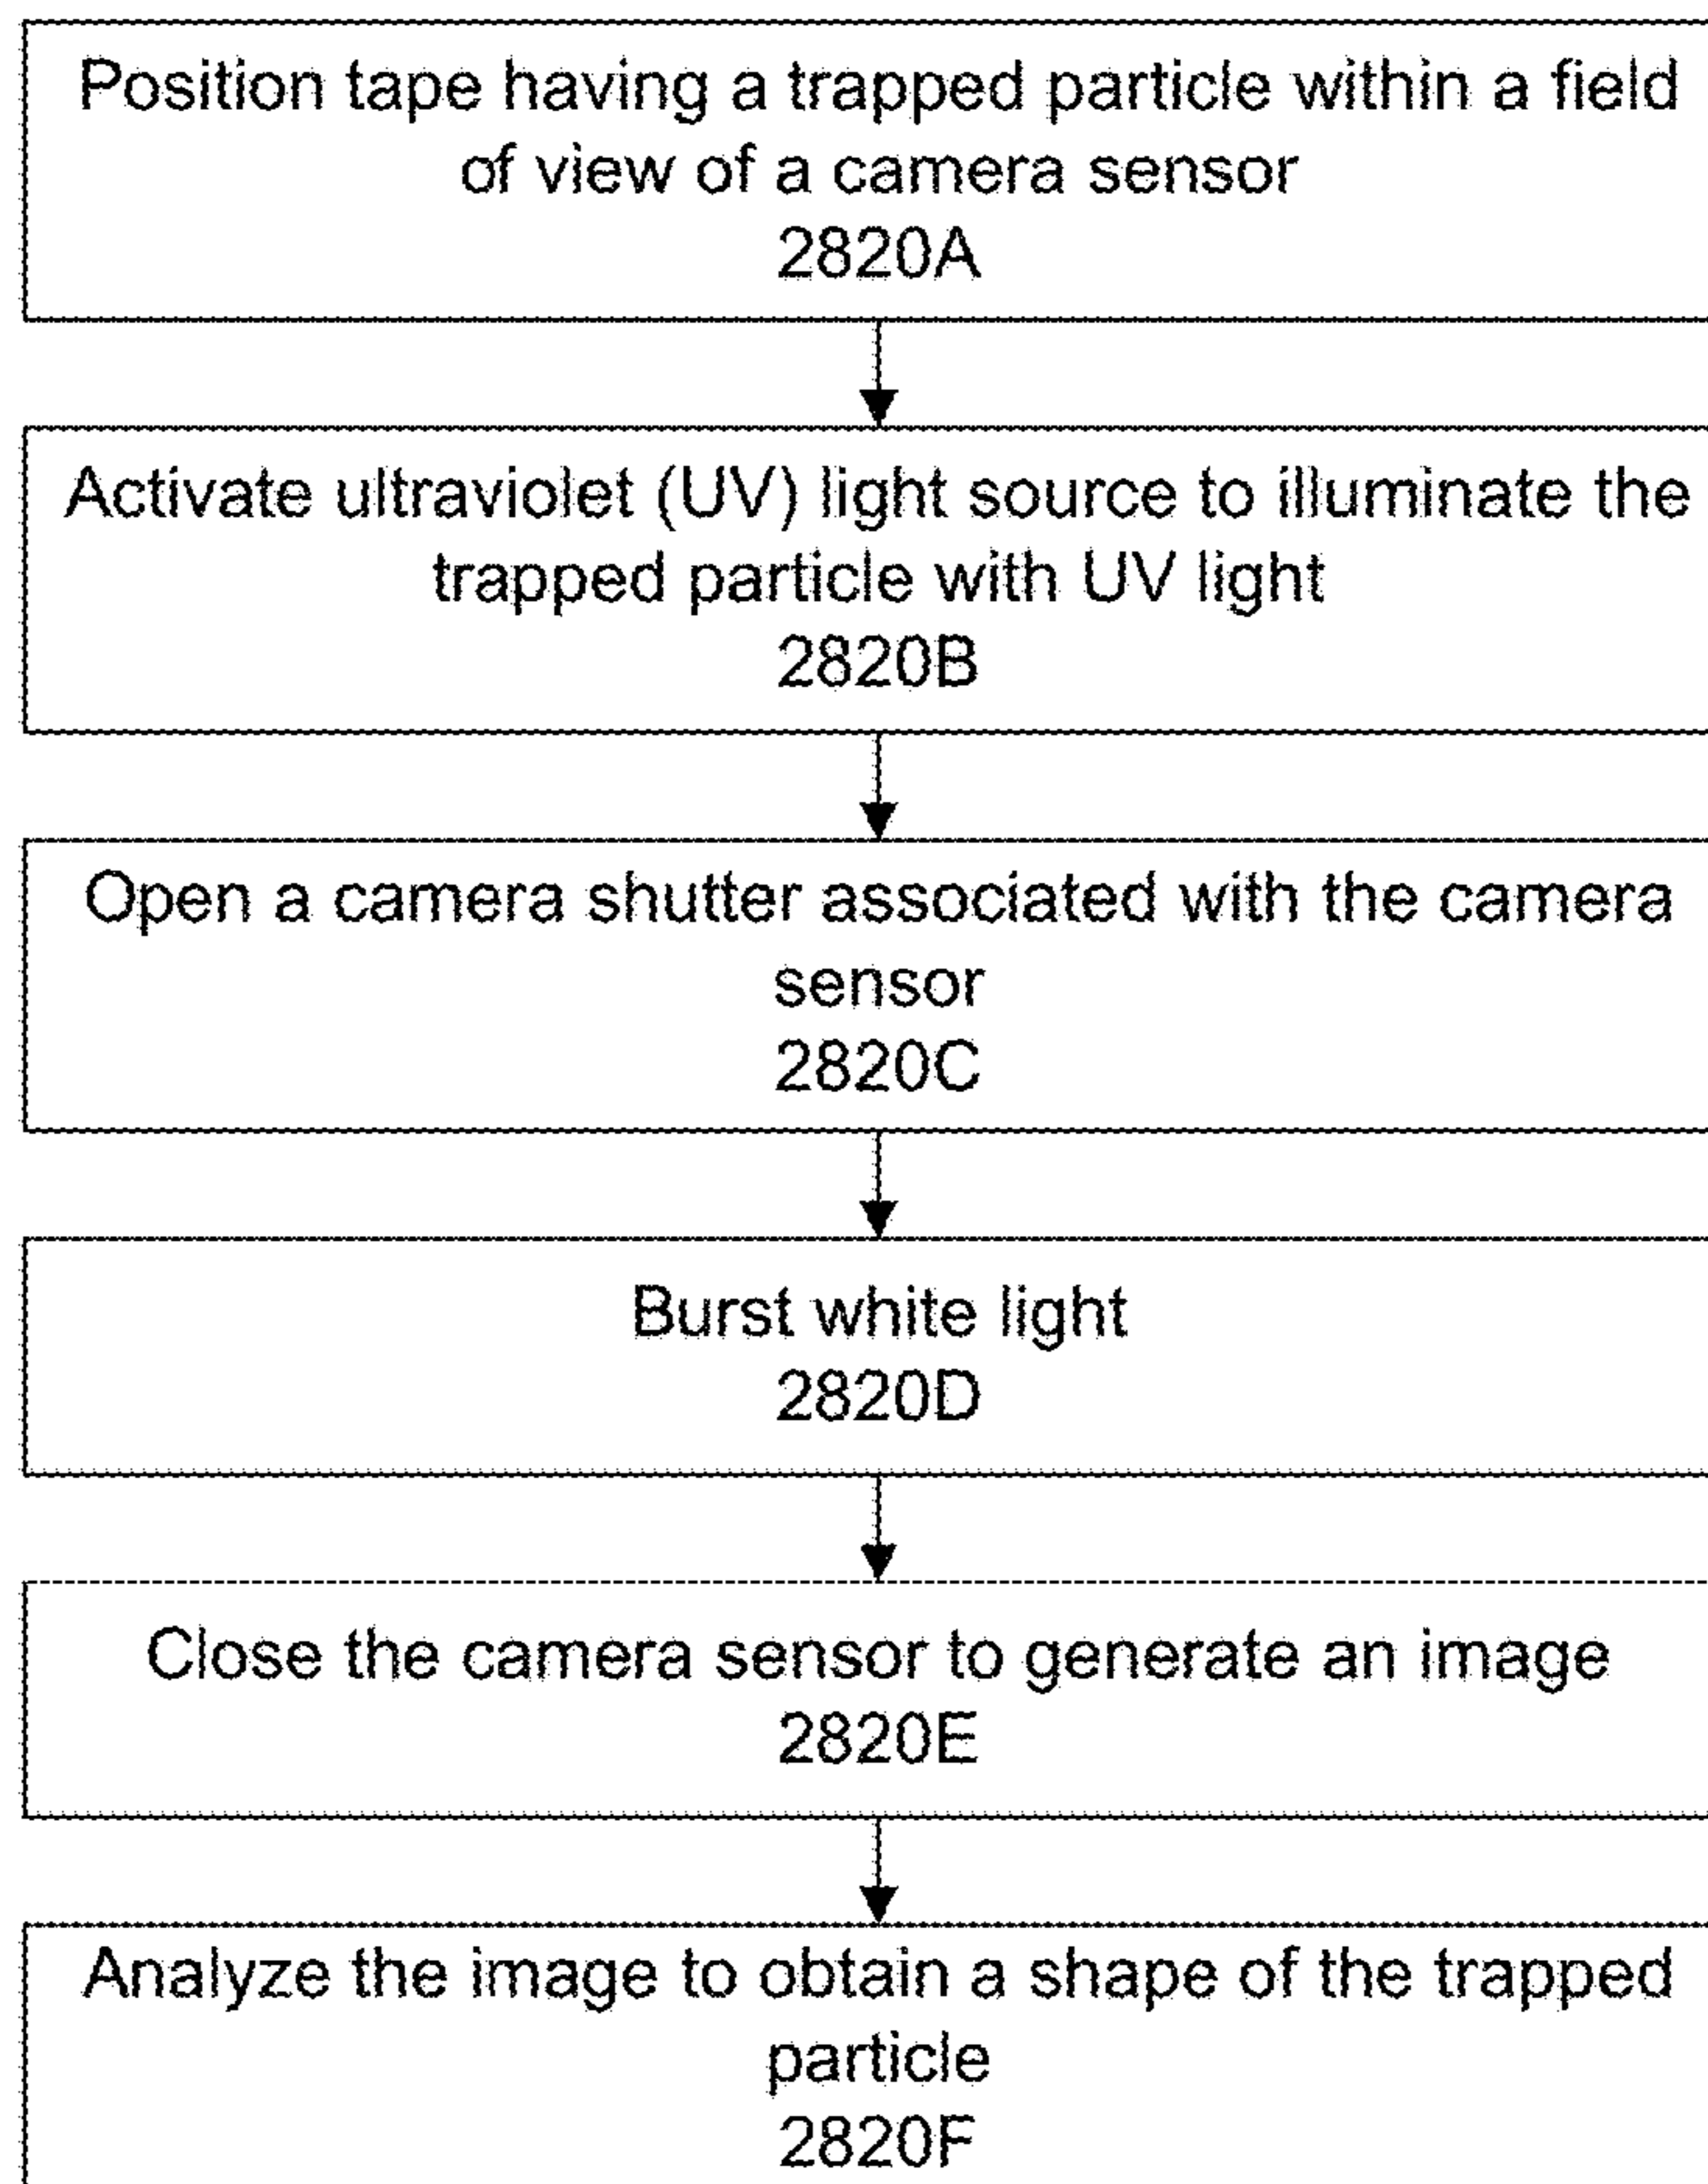 Position tape having a trapped particle within a field
of view of a camera sensor
2820A
Activate ultraviolet (UV) light source to illuminate the
trapped particle with UV light
2820B
Open a camera shutter associated with the camera
sensor
2820C
Burst white light
2820D
Close the camera sensor to generate an image
2820E
Analyze the image to obtain a shape of the trapped
particle
2820F